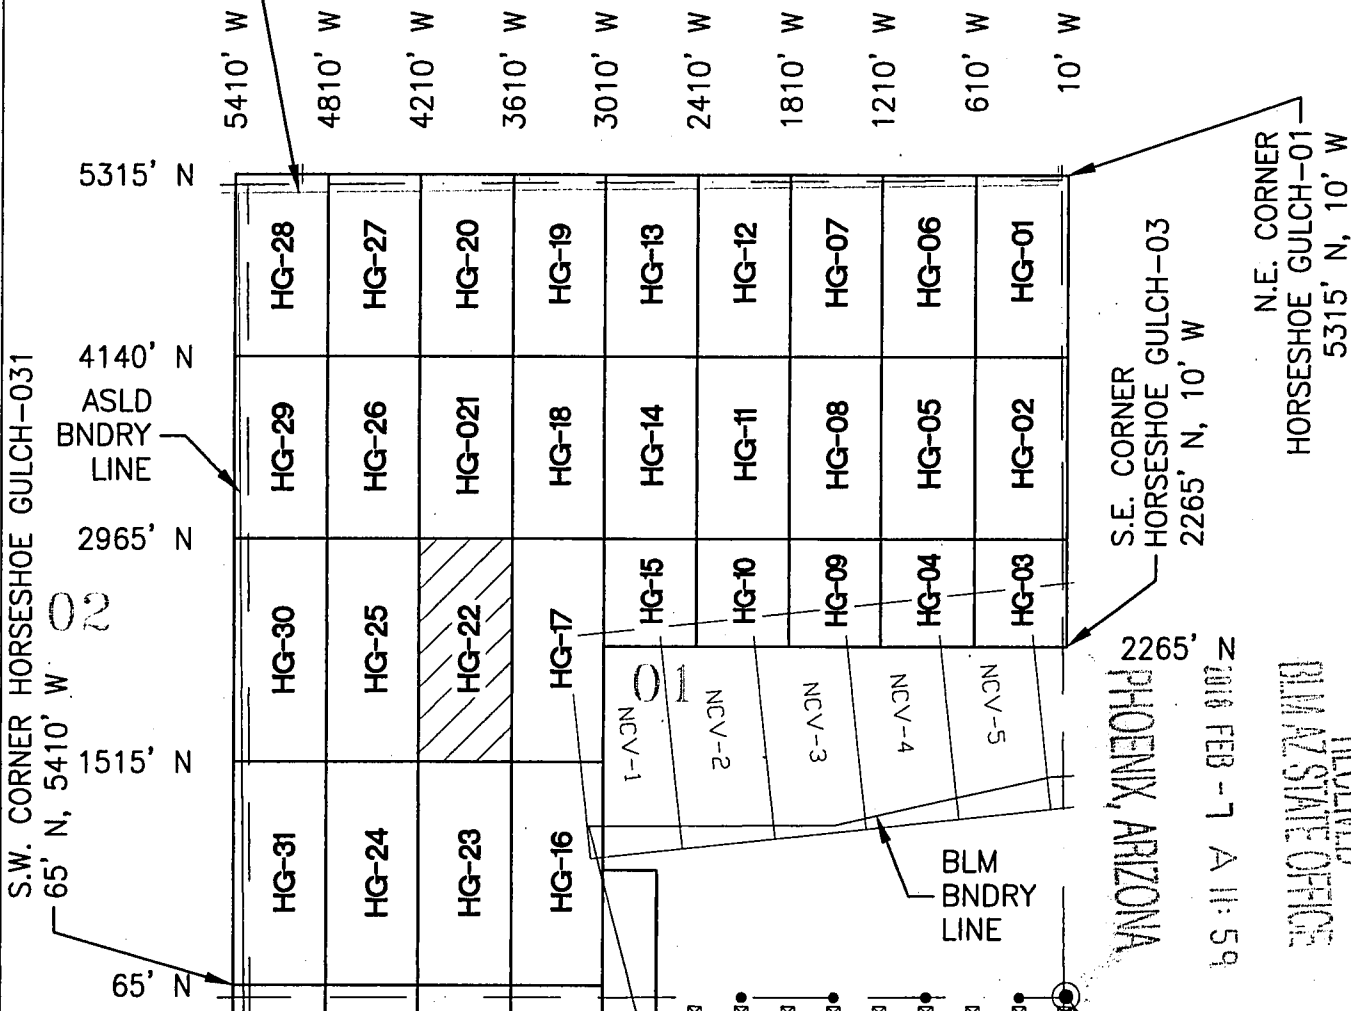 5410' W
4810' W
4210' W
3610' W
3010' W
2410' W
1810' W
1210' W
610' W
10' W
5315' N
4140' N
2965' N
1515' N
65' N
HG-28
HG-27
HG-20
HG-19
HG-13
HG-12
HG-07
HG-06
HG-01
HG-29
HG-26
HG-021
HG-18
HG-14
HG-11
HG-08
HG-05
HG-02
HG-30
HG-25
HG-22
HG-17
HG-15
HG-10
HG-09
HG-04
HG-03
HG-31
HG-24
HG-23
HG-16
NCV-1
NCV-2
NCV-3
NCV-4
NCV-5
02
01
ASLD
BNDRY
LINE
S.W. CORNER HORSESHOE GULCH-031
65' N, 5410' W
BLM
BNDRY
LINE
S.E. CORNER
HORSESHOE GULCH-03
2265' N, 10' W
2265' N
N.E. CORNER
HORSESHOE GULCH-01
5315' N, 10' W
BLM AZ STATE OFFICE
FEB -7 A 11:59
PHOENIX, ARIZONA